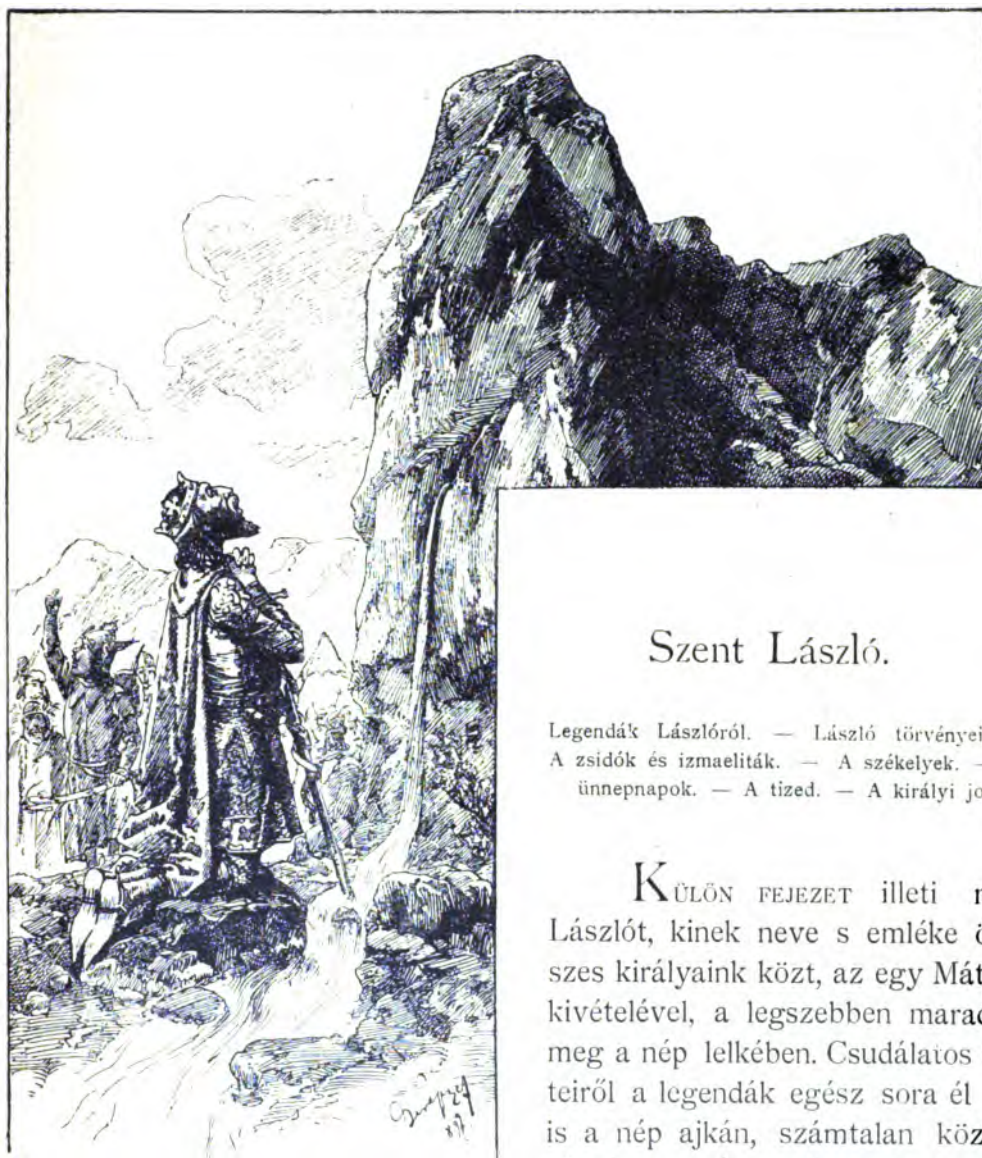 Szent László.
Legendák Lászlóról. — László törvényei
A zsidók és izmaeliták. — A székelyek. —
ünnepnapok. — A tized. — A királyi jo
KÜLÖN FEJEZET illeti
Lászlót, kinek neve s emléke ö
szes királyaink közt, az egy Mát
kivételével, a legszebben marad
meg a nép lelkében. Csudálatos
teiről a legendák egész sora él
is a nép ajkán, számtalan köz